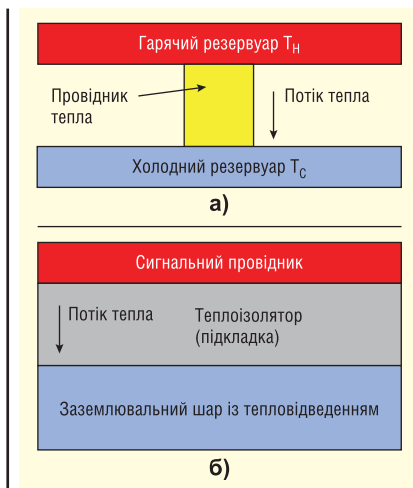 Гарячий резервуар TH
Провідник
тепла
Потік тепла
Холодний резервуар TC
а)
Сигнальний провідник
Потік тепла
Теплоізолятор
(підкладка)
Заземлювальний шар із тепловідведенням
б)